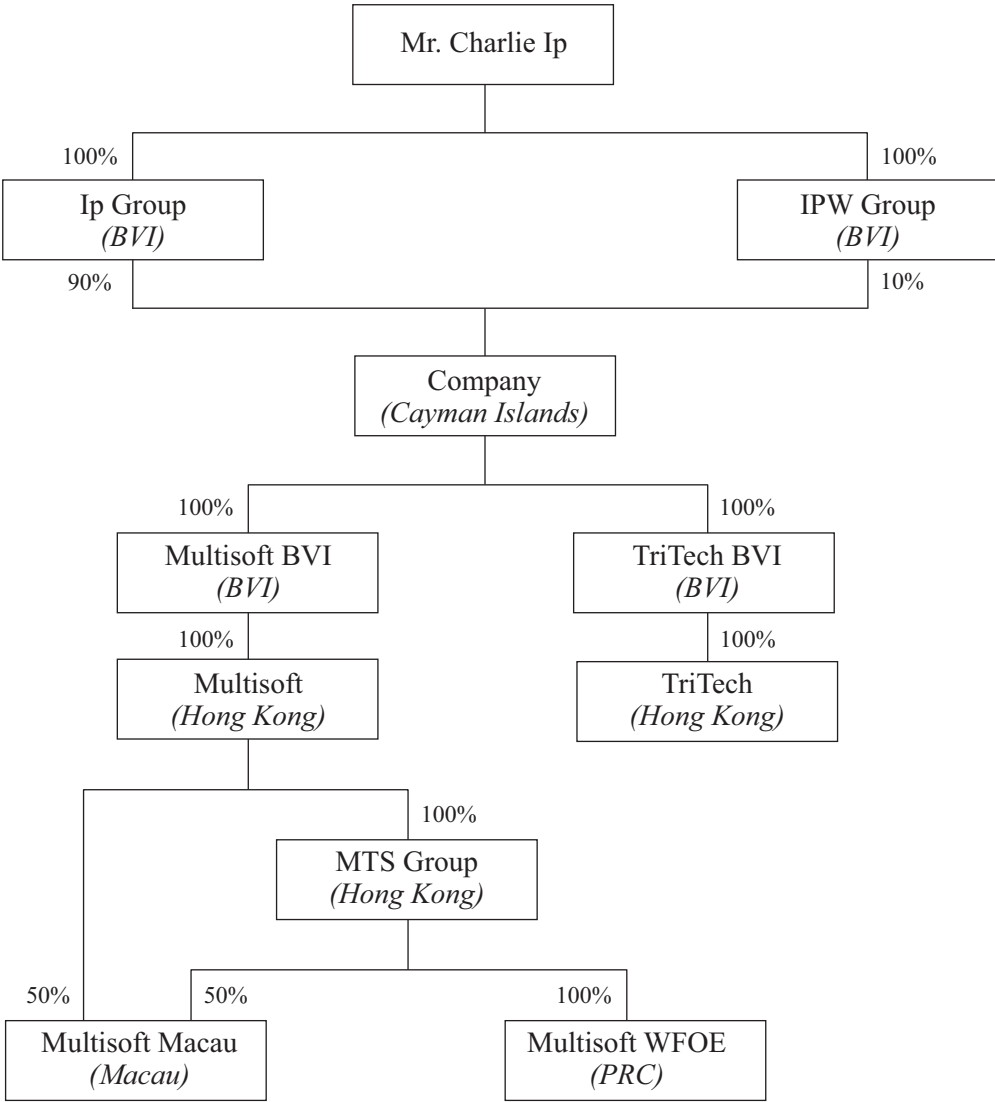 Mr. Charlie Ip
100%
100%
Ip Group
(BVI)
IPW Group
(BVI)
90%
10%
Company
(Cayman Islands)
100%
100%
Multisoft BVI
(BVI)
TriTech BVI
(BVI)
100%
100%
Multisoft
(Hong Kong)
TriTech
(Hong Kong)
100%
MTS Group
(Hong Kong)
50%
50%
100%
Multisoft Macau
(Macau)
Multisoft WFOE
(PRC)